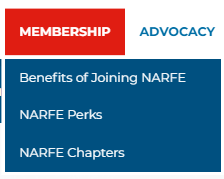 MEMBERSHIP ADVOCACY
Benefits of Joining NARFE
NARFE Perks
NARFE Chapters